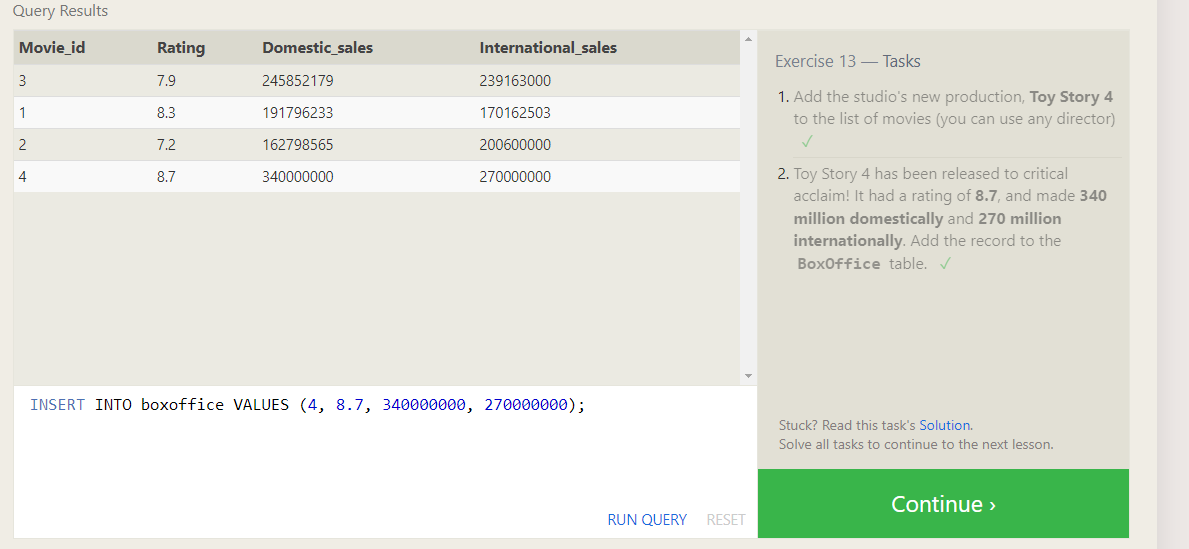 Query Results
Movie_id Rating Domestic_sales International_sales
3 7.9 245852179 239163000
1 8.3 191796233 170162503
2 7.2 162798565 200600000
4 8.7 340000000 270000000
INSERT INTO boxoffice VALUES (4, 8.7, 340000000, 270000000);
RUN QUERY RESET
Exercise 13 — Tasks
1. Add the studio's new production, Toy Story 4
to the list of movies (you can use any director)
✓
2. Toy Story 4 has been released to critical
acclaim! It had a rating of 8.7, and made 340
million domestically and 270 million
internationally. Add the record to the
BoxOffice table. ✓
Stuck? Read this task's Solution.
Solve all tasks to continue to the next lesson.
Continue ›